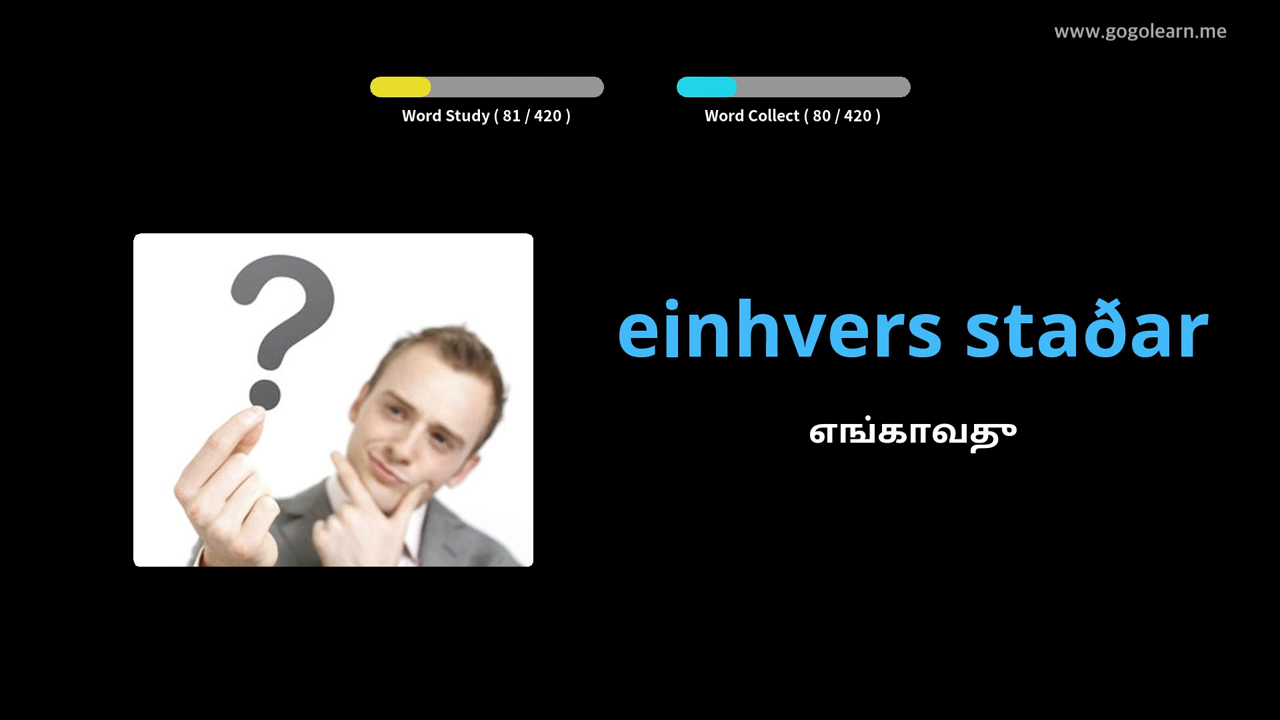 www.gogolearn.me
Word Study ( 81 / 420 )
Word Collect ( 80 / 420 )
einhvers staðar
எங்காவது